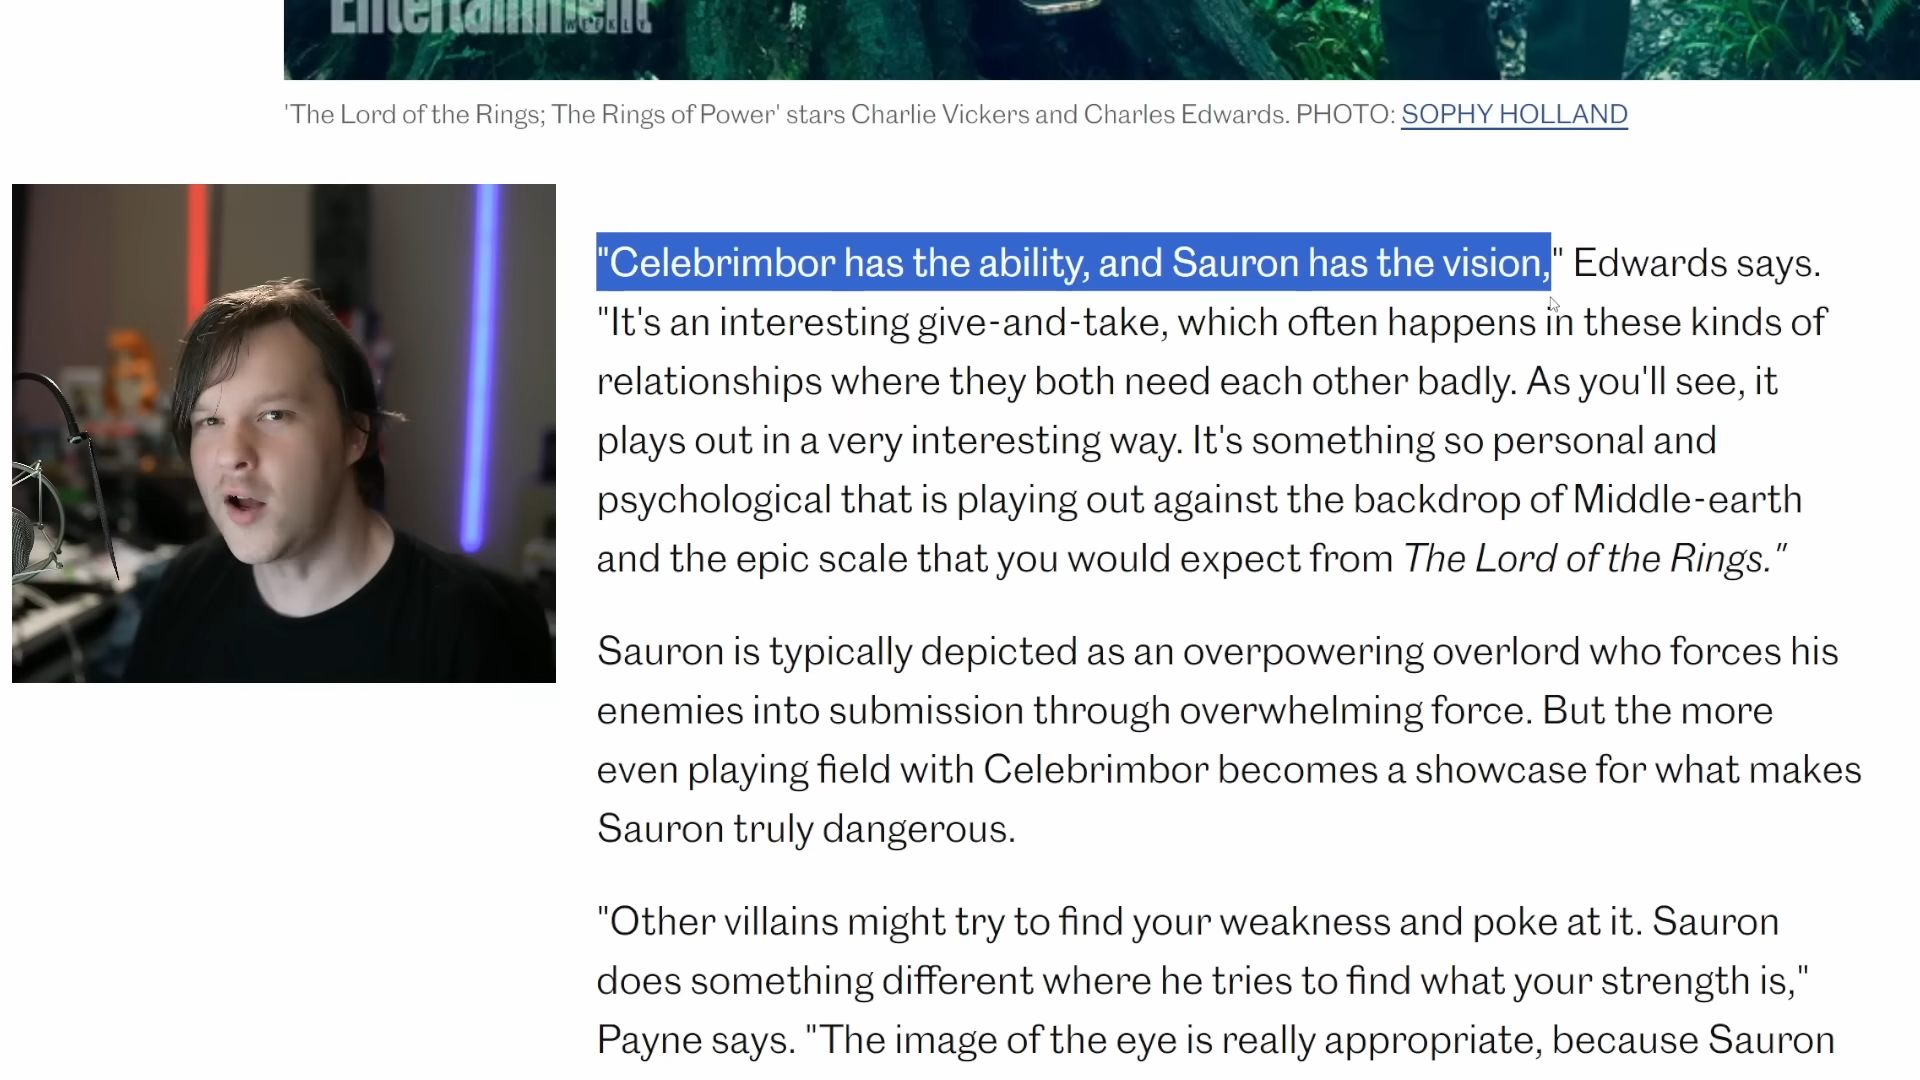 Entertainment
WEEKLY
'The Lord of the Rings; The Rings of Power' stars Charlie Vickers and Charles Edwards. PHOTO: SOPHY HOLLAND
"Celebrimbor has the ability, and Sauron has the vision," Edwards says.
"It's an interesting give-and-take, which often happens in these kinds of
relationships where they both need each other badly. As you'll see, it
plays out in a very interesting way. It's something so personal and
psychological that is playing out against the backdrop of Middle-earth
and the epic scale that you would expect from The Lord of the Rings."
Sauron is typically depicted as an overpowering overlord who forces his
enemies into submission through overwhelming force. But the more
even playing field with Celebrimbor becomes a showcase for what makes
Sauron truly dangerous.
"Other villains might try to find your weakness and poke at it. Sauron
does something different where he tries to find what your strength is,"
Payne says. "The image of the eye is really appropriate, because Sauron